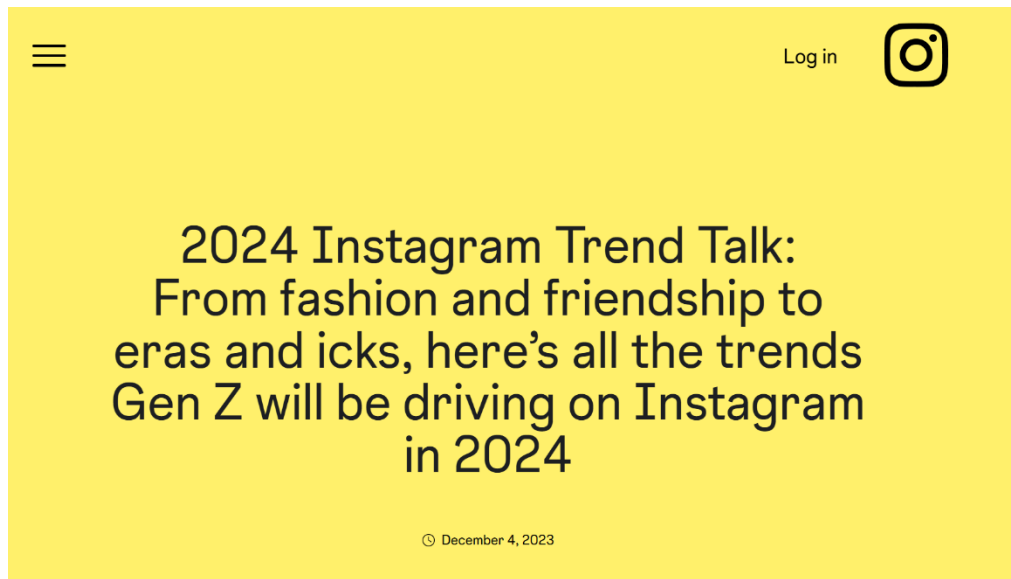 Log in
2024 Instagram Trend Talk:
From fashion and friendship to
eras and icks, here’s all the trends
Gen Z will be driving on Instagram
in 2024
December 4, 2023